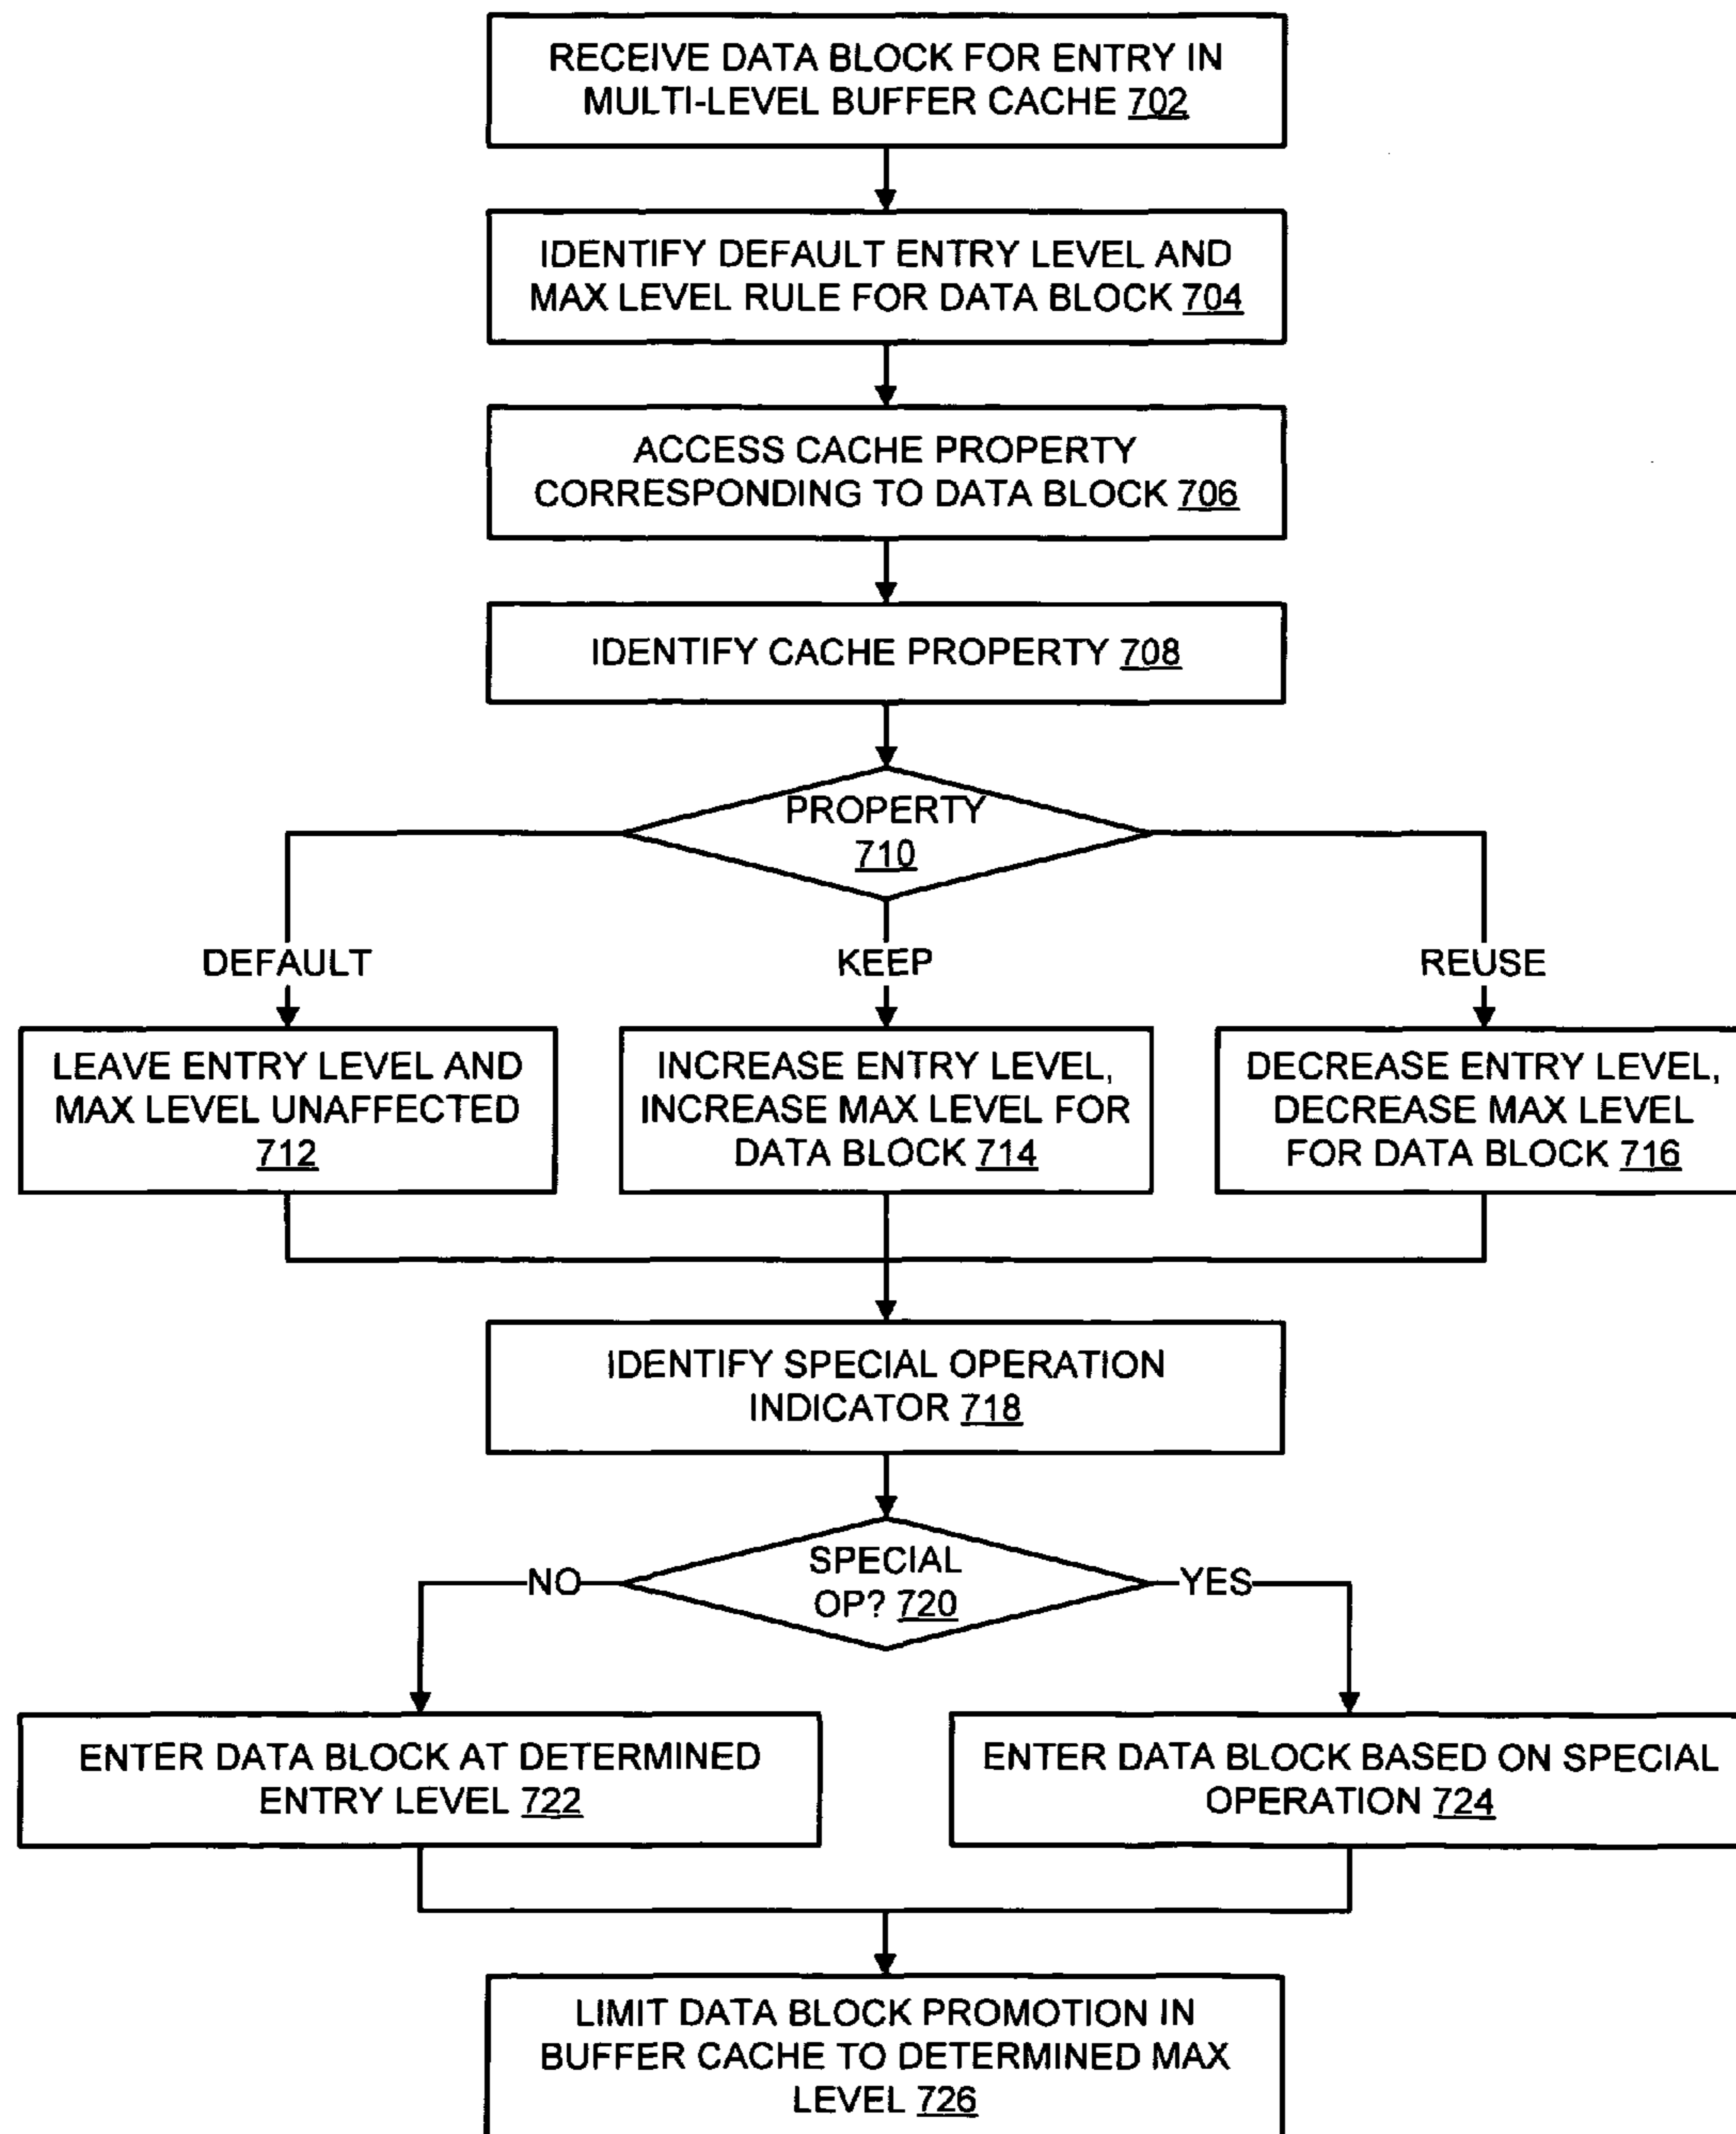 RECEIVE DATA BLOCK FOR ENTRY IN
MULTI-LEVEL BUFFER CACHE 702
IDENTIFY DEFAULT ENTRY LEVEL AND
MAX LEVEL RULE FOR DATA BLOCK 704
ACCESS CACHE PROPERTY
CORRESPONDING TO DATA BLOCK 706
IDENTIFY CACHE PROPERTY 708
PROPERTY
710
DEFAULT
KEEP
REUSE
LEAVE ENTRY LEVEL AND
MAX LEVEL UNAFFECTED
712
INCREASE ENTRY LEVEL,
INCREASE MAX LEVEL FOR
DATA BLOCK 714
DECREASE ENTRY LEVEL,
DECREASE MAX LEVEL
FOR DATA BLOCK 716
IDENTIFY SPECIAL OPERATION
INDICATOR 718
SPECIAL
OP? 720
NO
YES
ENTER DATA BLOCK AT DETERMINED
ENTRY LEVEL 722
ENTER DATA BLOCK BASED ON SPECIAL
OPERATION 724
LIMIT DATA BLOCK PROMOTION IN
BUFFER CACHE TO DETERMINED MAX
LEVEL 726